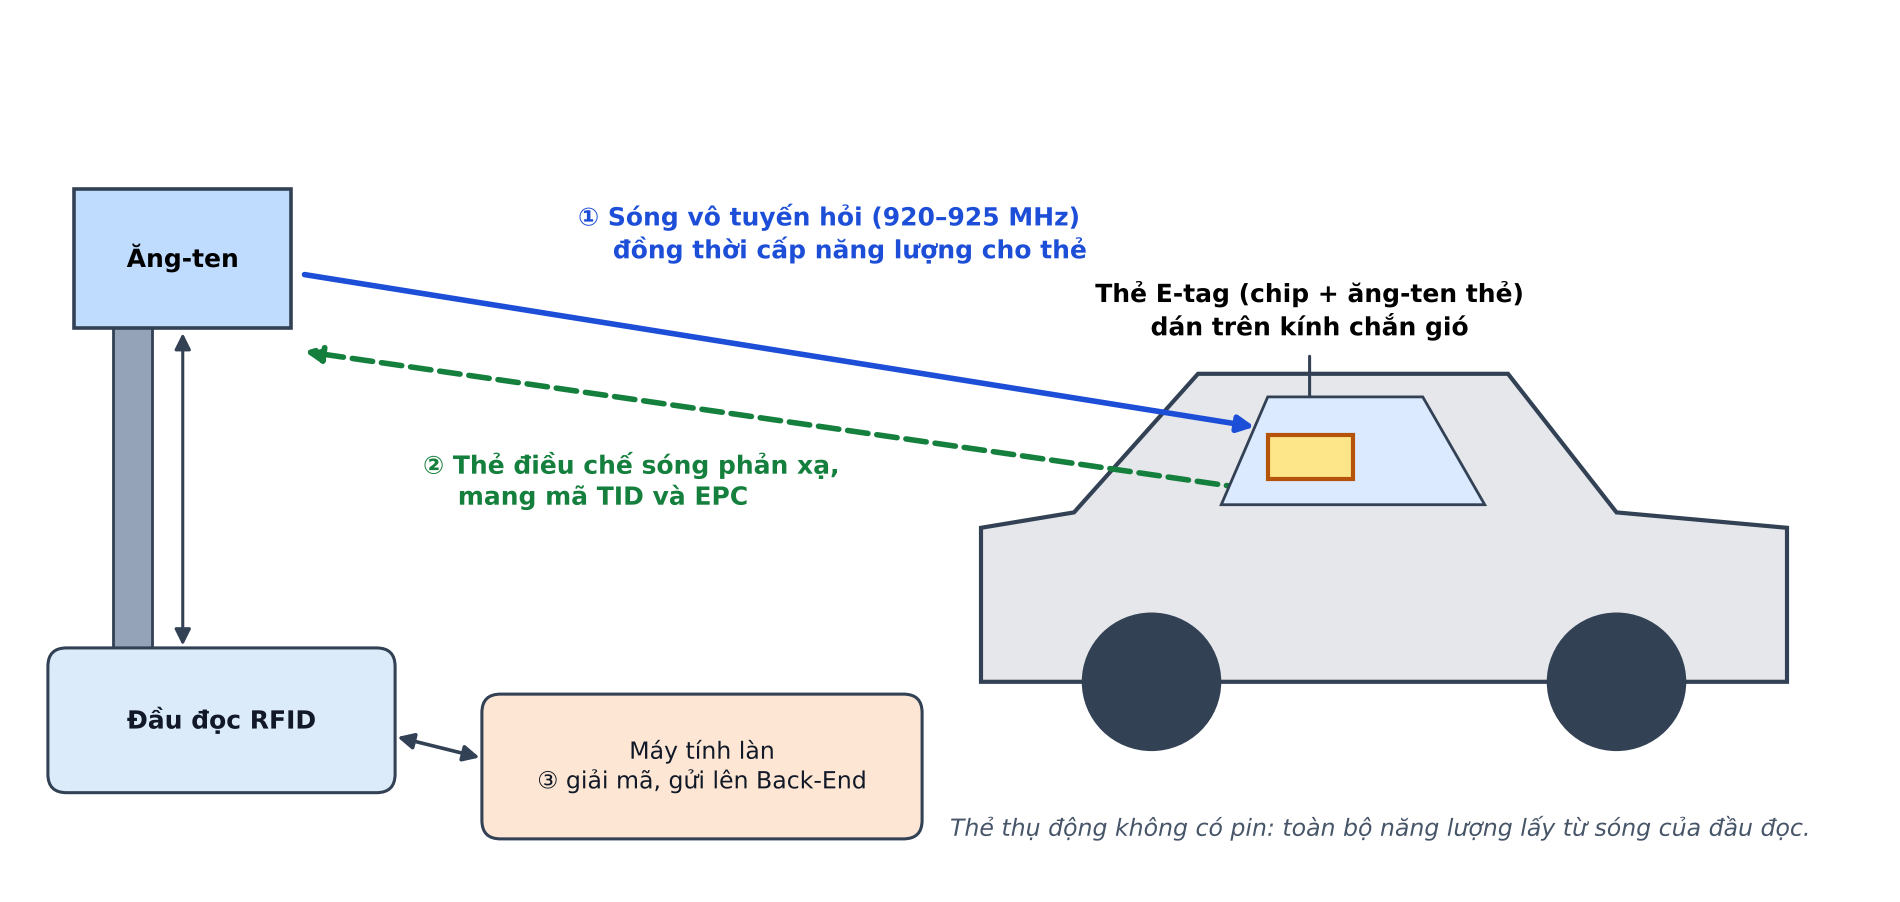 ① Sóng vô tuyến hỏi (920–925 MHz)
đồng thời cấp năng lượng cho thẻ
Ăng-ten
Thẻ E-tag (chip + ăng-ten thẻ)
dán trên kính chắn gió
② Thẻ điều chế sóng phản xạ,
mang mã TID và EPC
Đầu đọc RFID
Máy tính làn
③ giải mã, gửi lên Back-End
Thẻ thụ động không có pin: toàn bộ năng lượng lấy từ sóng của đầu đọc.